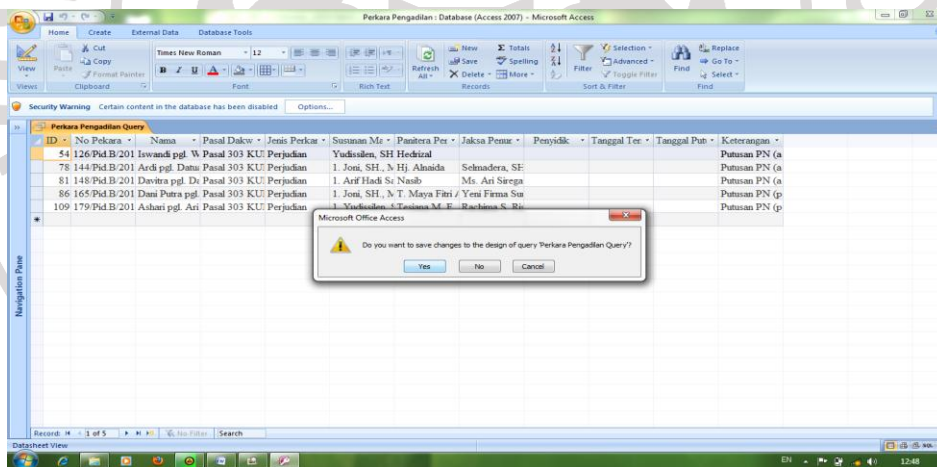 Perkara Pengadilan : Database (Access 2007) - Microsoft Access
Home Create External Data Database Tools
View Paste Cut Copy Format Painter Times New Roman 12 B I U A Refresh All New Save Delete Totals Spelling More Filter Selection Advanced Toggle Filter Find Replace Go To Select
Views Clipboard Font Rich Text Records Sort & Filter Find
Security Warning Certain content in the database has been disabled Options...
Perkara Pengadilan Query
ID No Pekara Nama Pasal Dakw Jenis Perkar Susunan Ma Panitera Per Jaksa Penur Penyidik Tanggal Ter Tanggal Putu Keterangan
54 126/Pid.B/201 Iswandi pgl. W Pasal 303 KU Perjudian Yudissilen, SH Hedrizal Putusan PN (a
78 144/Pid.B/201 Ardi pgl. Datu Pasal 303 KU Perjudian 1. Joni, SH., Hj. Alnaida Selmadera, SH Putusan PN (a
81 148/Pid.B/201 Davitra pgl. Da Pasal 303 KU Perjudian 1. Arif Hadi Sa Nasib Ms. Ari Sirega Putusan PN (a
86 165/Pid.B/201 Dani Putra pgl. Pasal 303 KU Perjudian 1. Joni, SH., T. Maya Fitri Yeni Firma Sur Putusan PN (p
109 179/Pid.B/201 Ashari pgl. Ari Pasal 303 KU Perjudian 1. Yudissilen, Tesiana M. F. Rachima S. Putusan PN (p
Microsoft Office Access
Do you want to save changes to the design of query 'Perkara Pengadilan Query'?
Yes No Cancel
Navigation Pane
Record: 1 of 5 No Filter Search
Datasheet View
EN 12:48